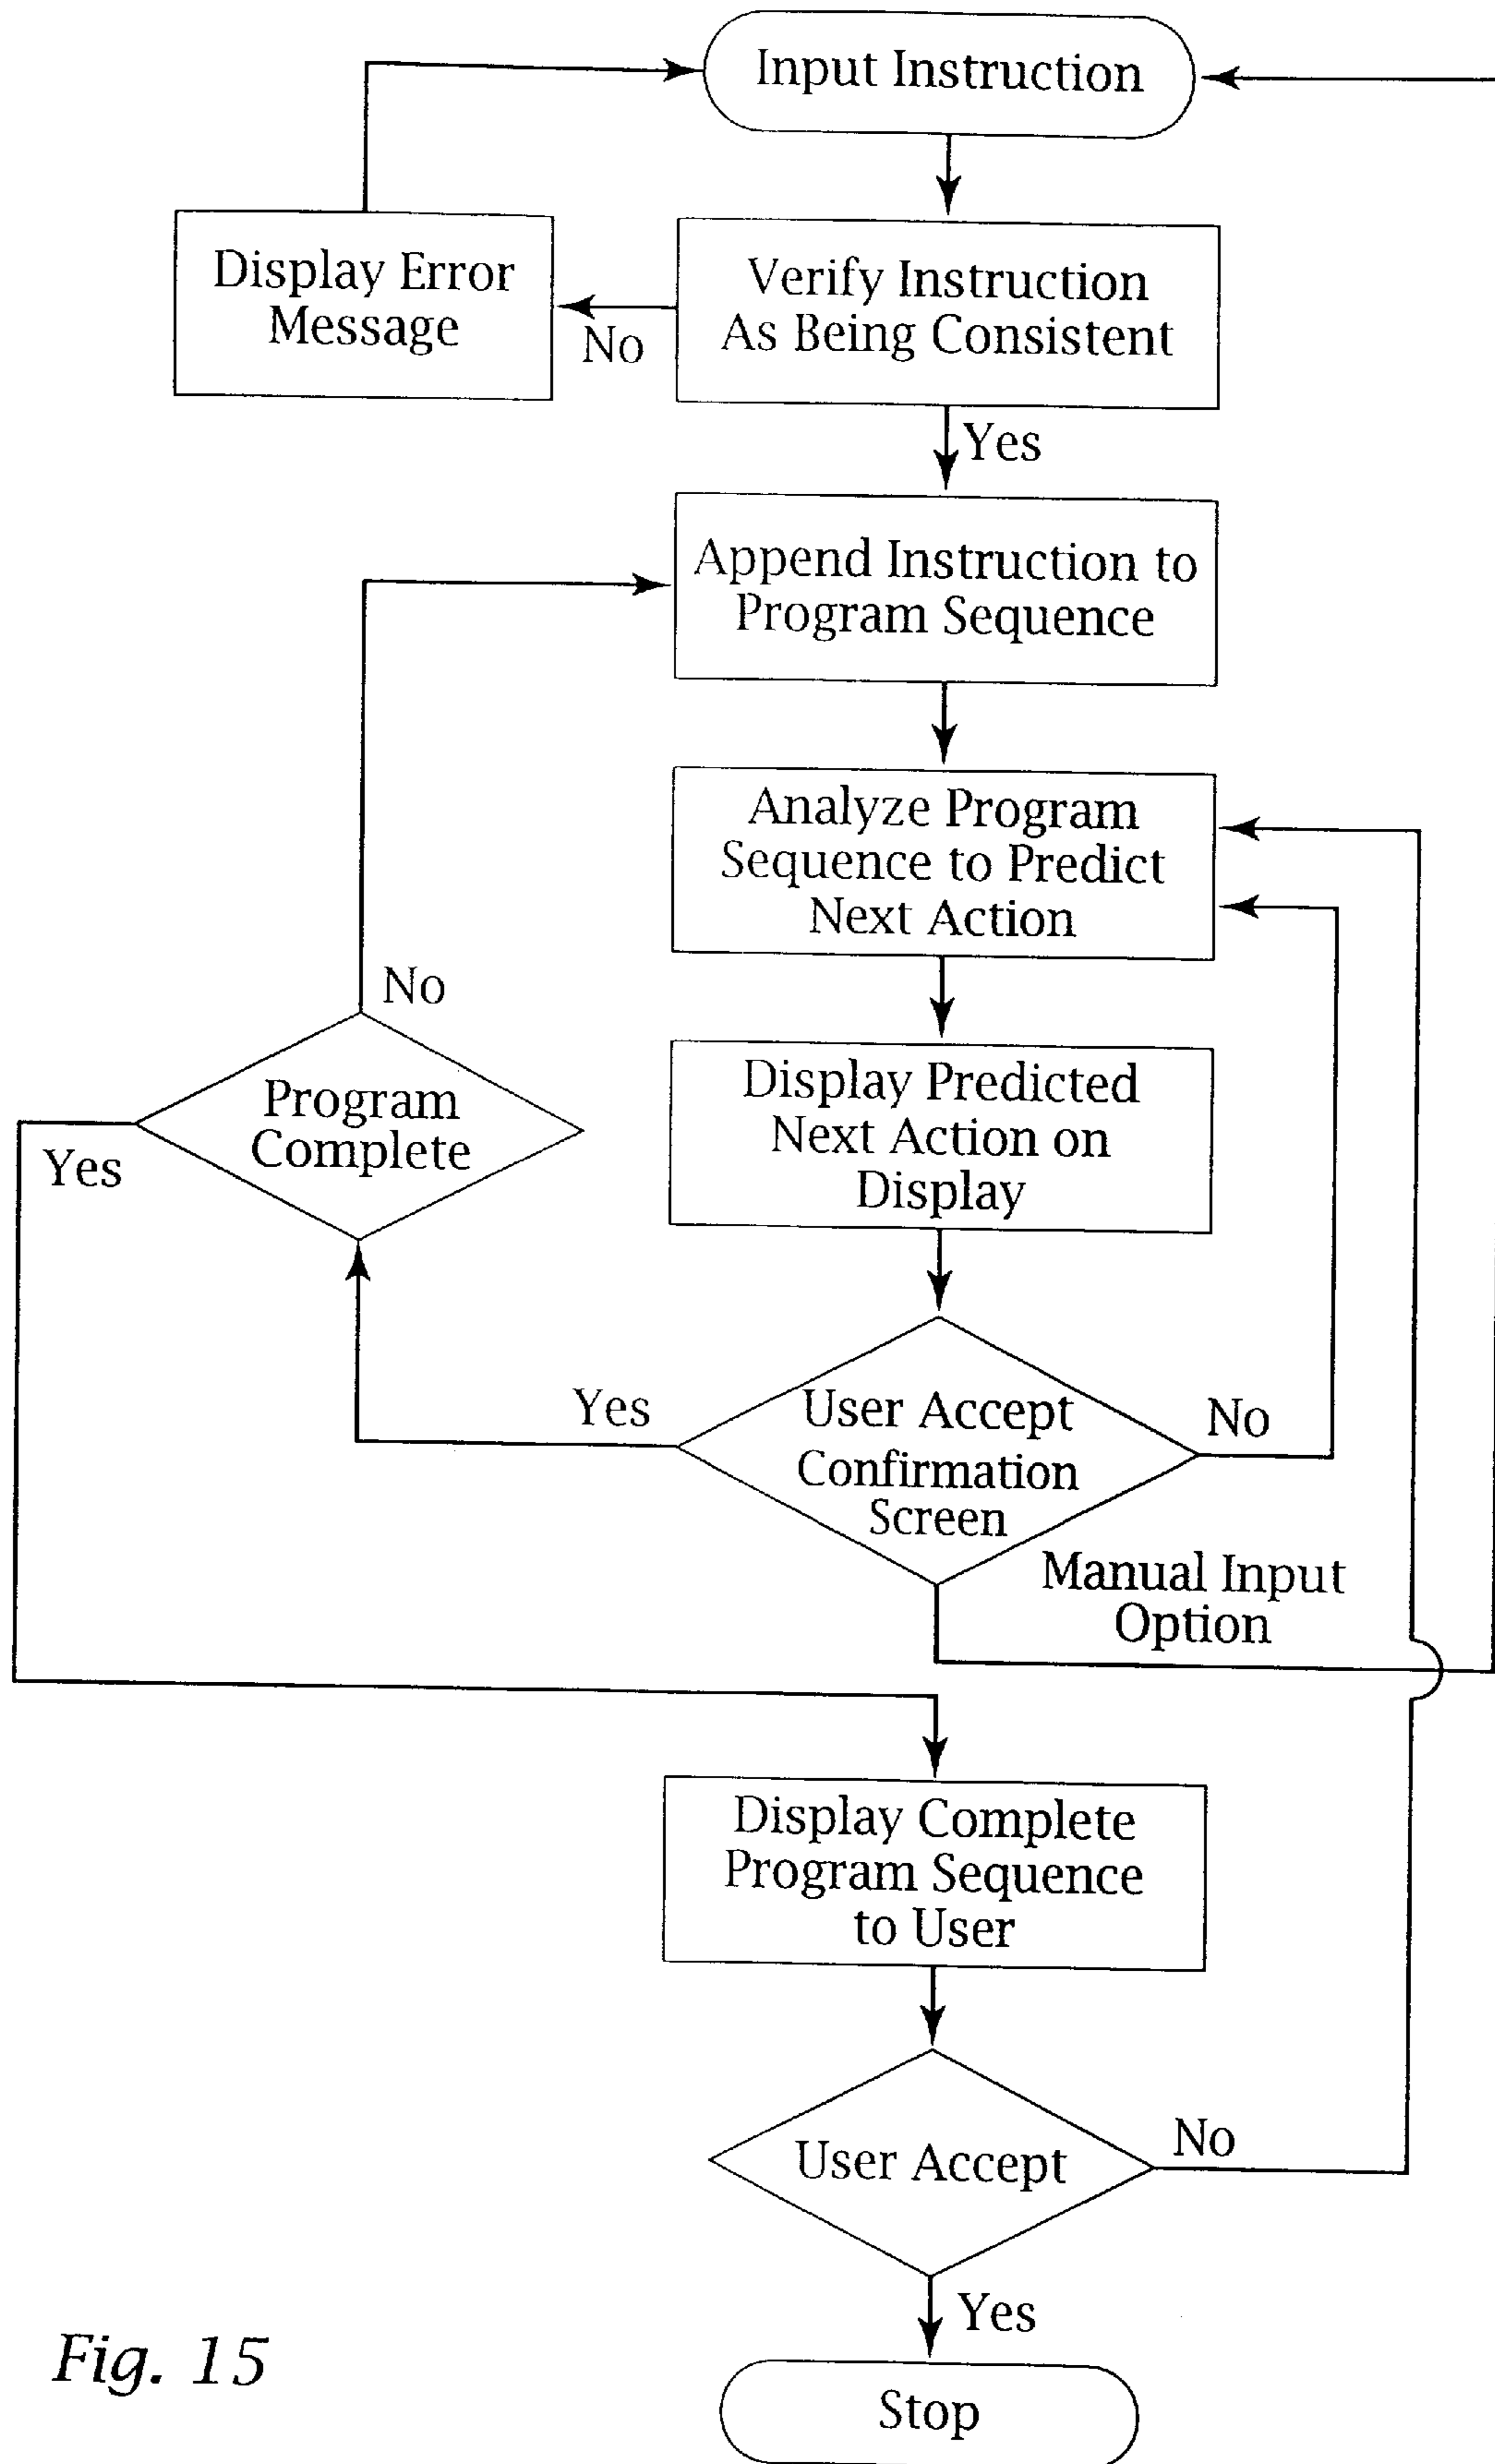 Input Instruction
Display Error
Message
No
Verify Instruction
As Being Consistent
Yes
Append Instruction to
Program Sequence
Analyze Program
Sequence to Predict
Next Action
No
Program
Complete
Yes
Display Predicted
Next Action on
Display
Yes
User Accept
Confirmation
Screen
No
Manual Input
Option
Display Complete
Program Sequence
to User
User Accept
No
Yes
Stop
Fig. 15